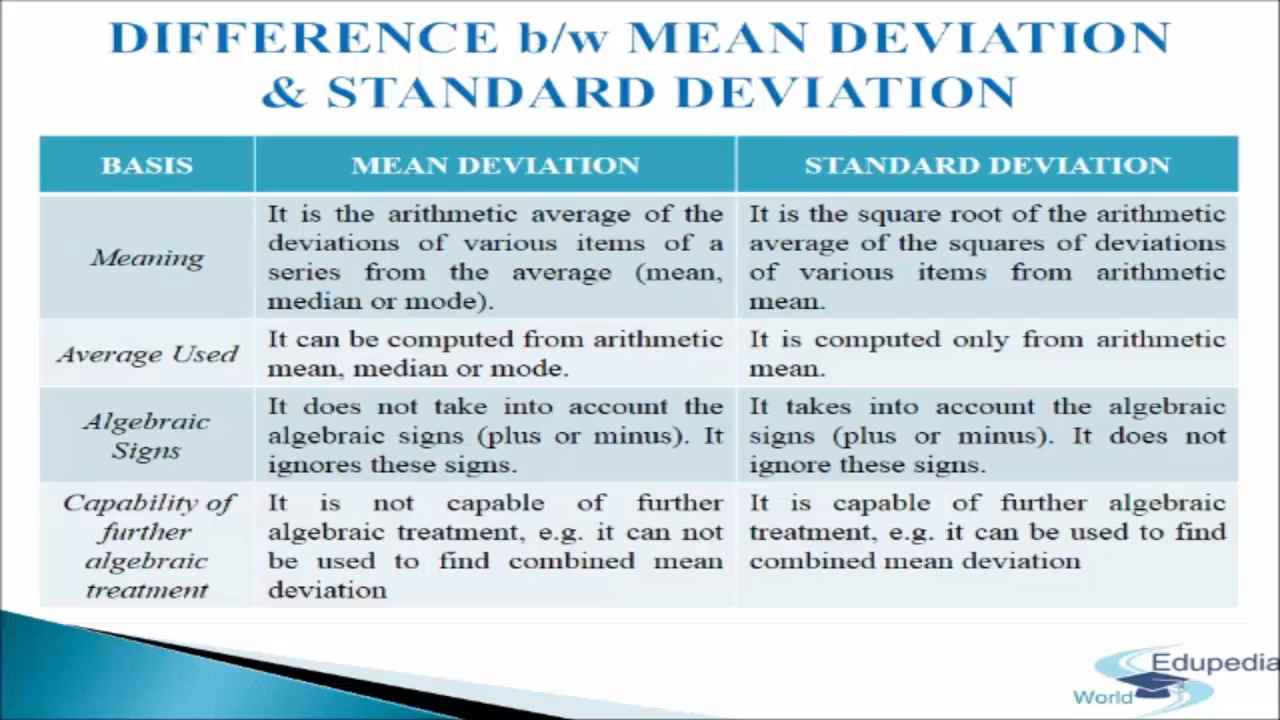 DIFFERENCE b/w MEAN DEVIATION
& STANDARD DEVIATION
BASIS
MEAN DEVIATION
STANDARD DEVIATION
Meaning
It is the arithmetic average of the
deviations of various items of a
series from the average (mean,
median or mode).
It is the square root of the arithmetic
average of the squares of deviations
of various items from arithmetic
mean.
Average Used
It can be computed from arithmetic
mean, median or mode.
It is computed only from arithmetic
mean.
Algebraic
Signs
It does not take into account the
algebraic signs (plus or minus). It
ignores these signs.
It takes into account the algebraic
signs (plus or minus). It does not
ignore these signs.
Capability of
further
algebraic
treatment
It is not capable of further
algebraic treatment, e.g. it can not
be used to find combined mean
deviation
It is capable of further algebraic
treatment, e.g. it can be used to find
combined mean deviation
Edupedia
World